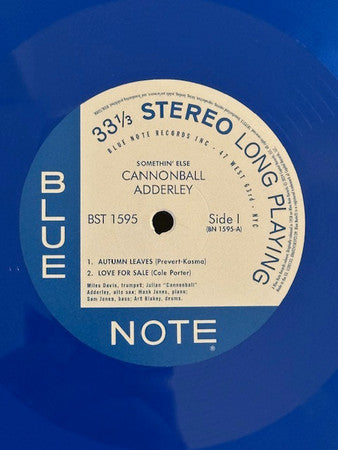 33⅓ STEREO LONG PLAYING
BLUE NOTE RECORDS INC · 47 WEST 63rd · NYC
SOMETHIN' ELSE
CANNONBALL
ADDERLEY
BST 1595
Side I
(BN 1595-A)
1. AUTUMN LEAVES (Prevert-Kosma)
2. LOVE FOR SALE (Cole Porter)
Miles Davis, trumpet; Julian "Cannonball"
Adderley, alto sax; Hank Jones, piano;
Sam Jones, bass; Art Blakey, drums.
BLUE
NOTE®